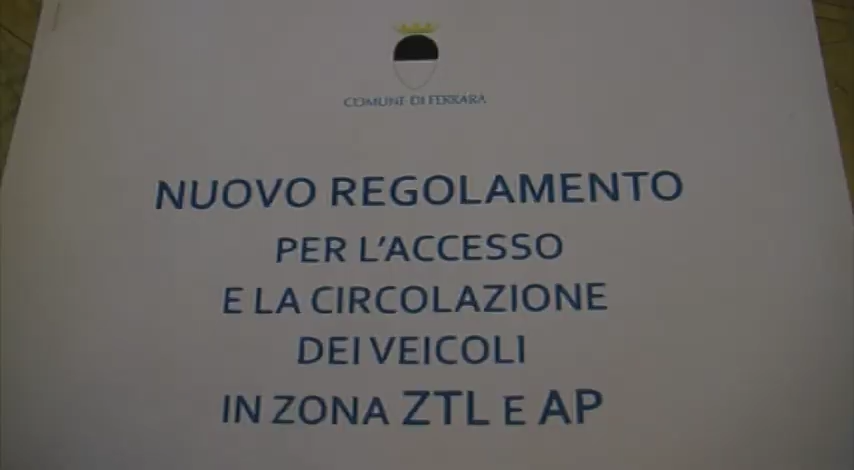 COMUNE DI FERRARA
NUOVO REGOLAMENTO
PER L'ACCESSO
E LA CIRCOLAZIONE
DEI VEICOLI
IN ZONA ZTL E AP